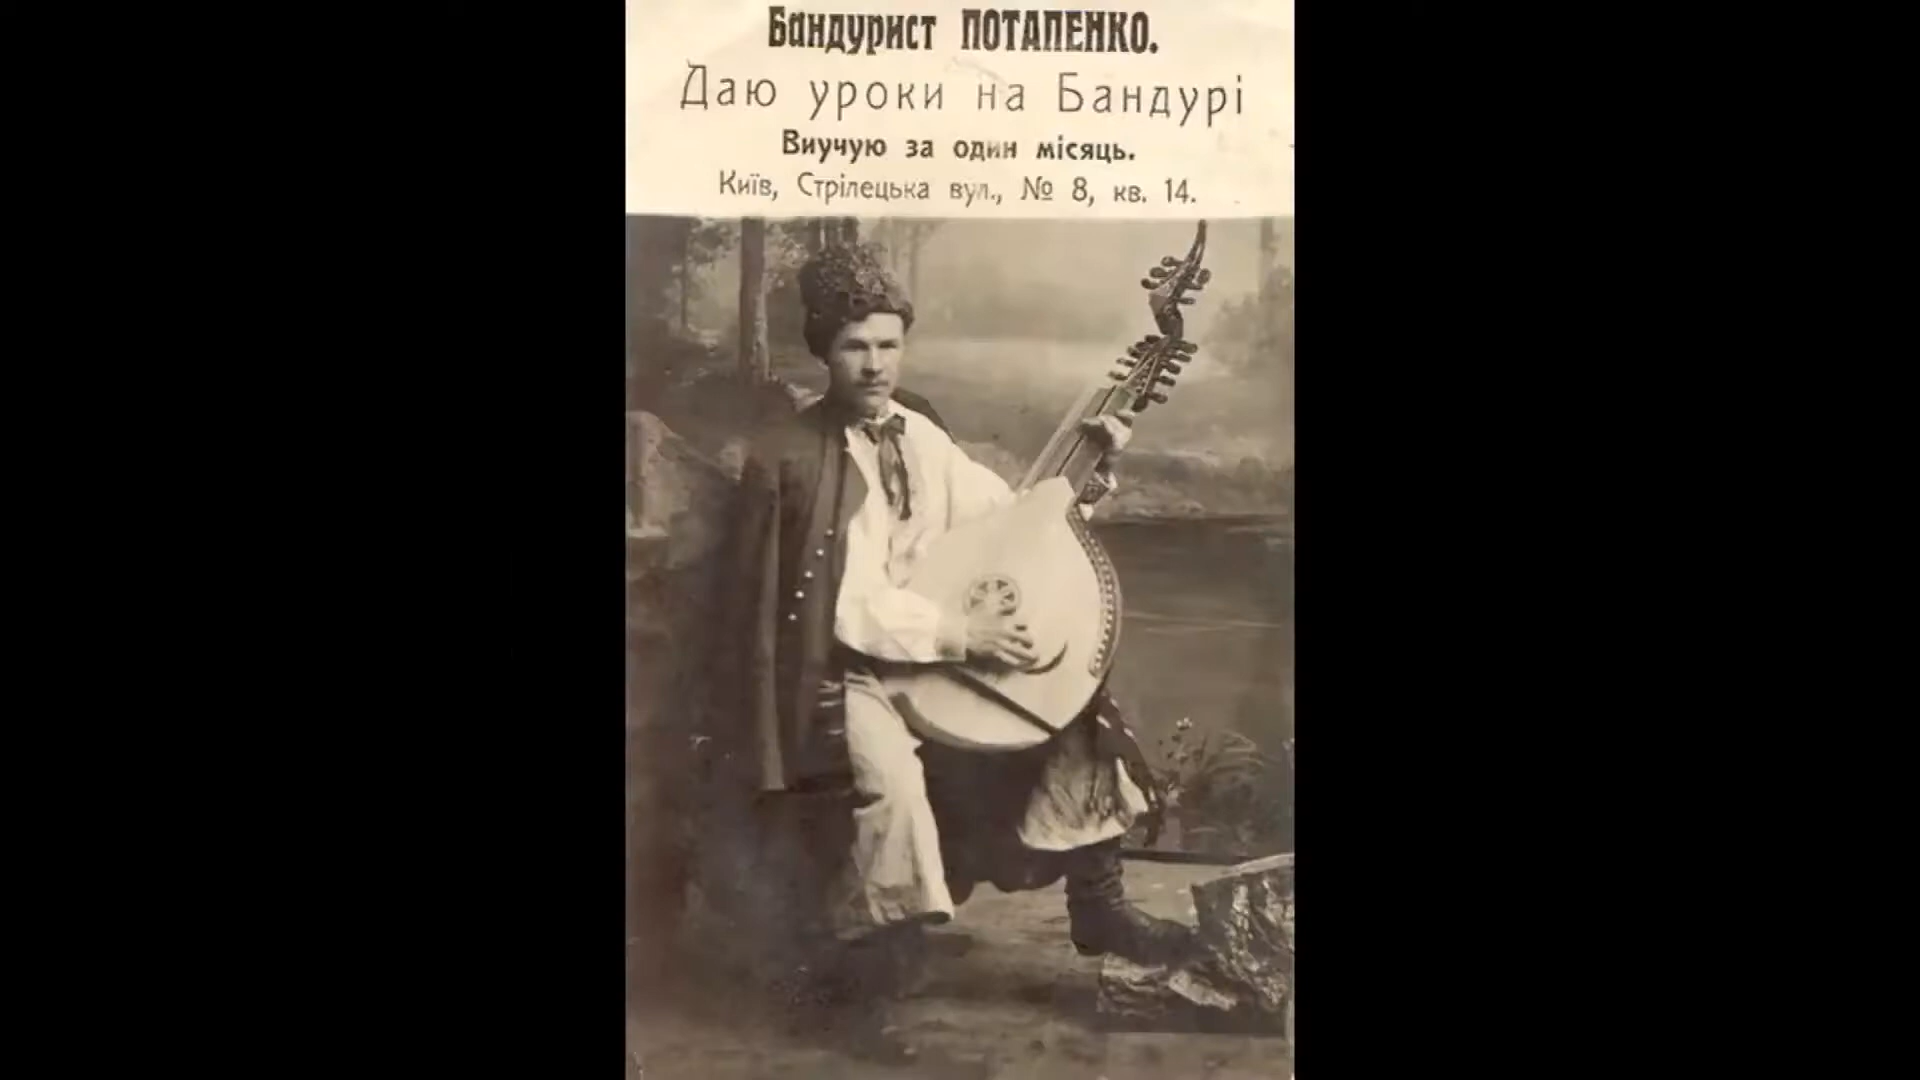 Бандурист ПОТАПЕНКО.
Даю уроки на Бандурі
Виучую за один місяць.
Київ, Стрілецька вул., № 8, кв. 14.